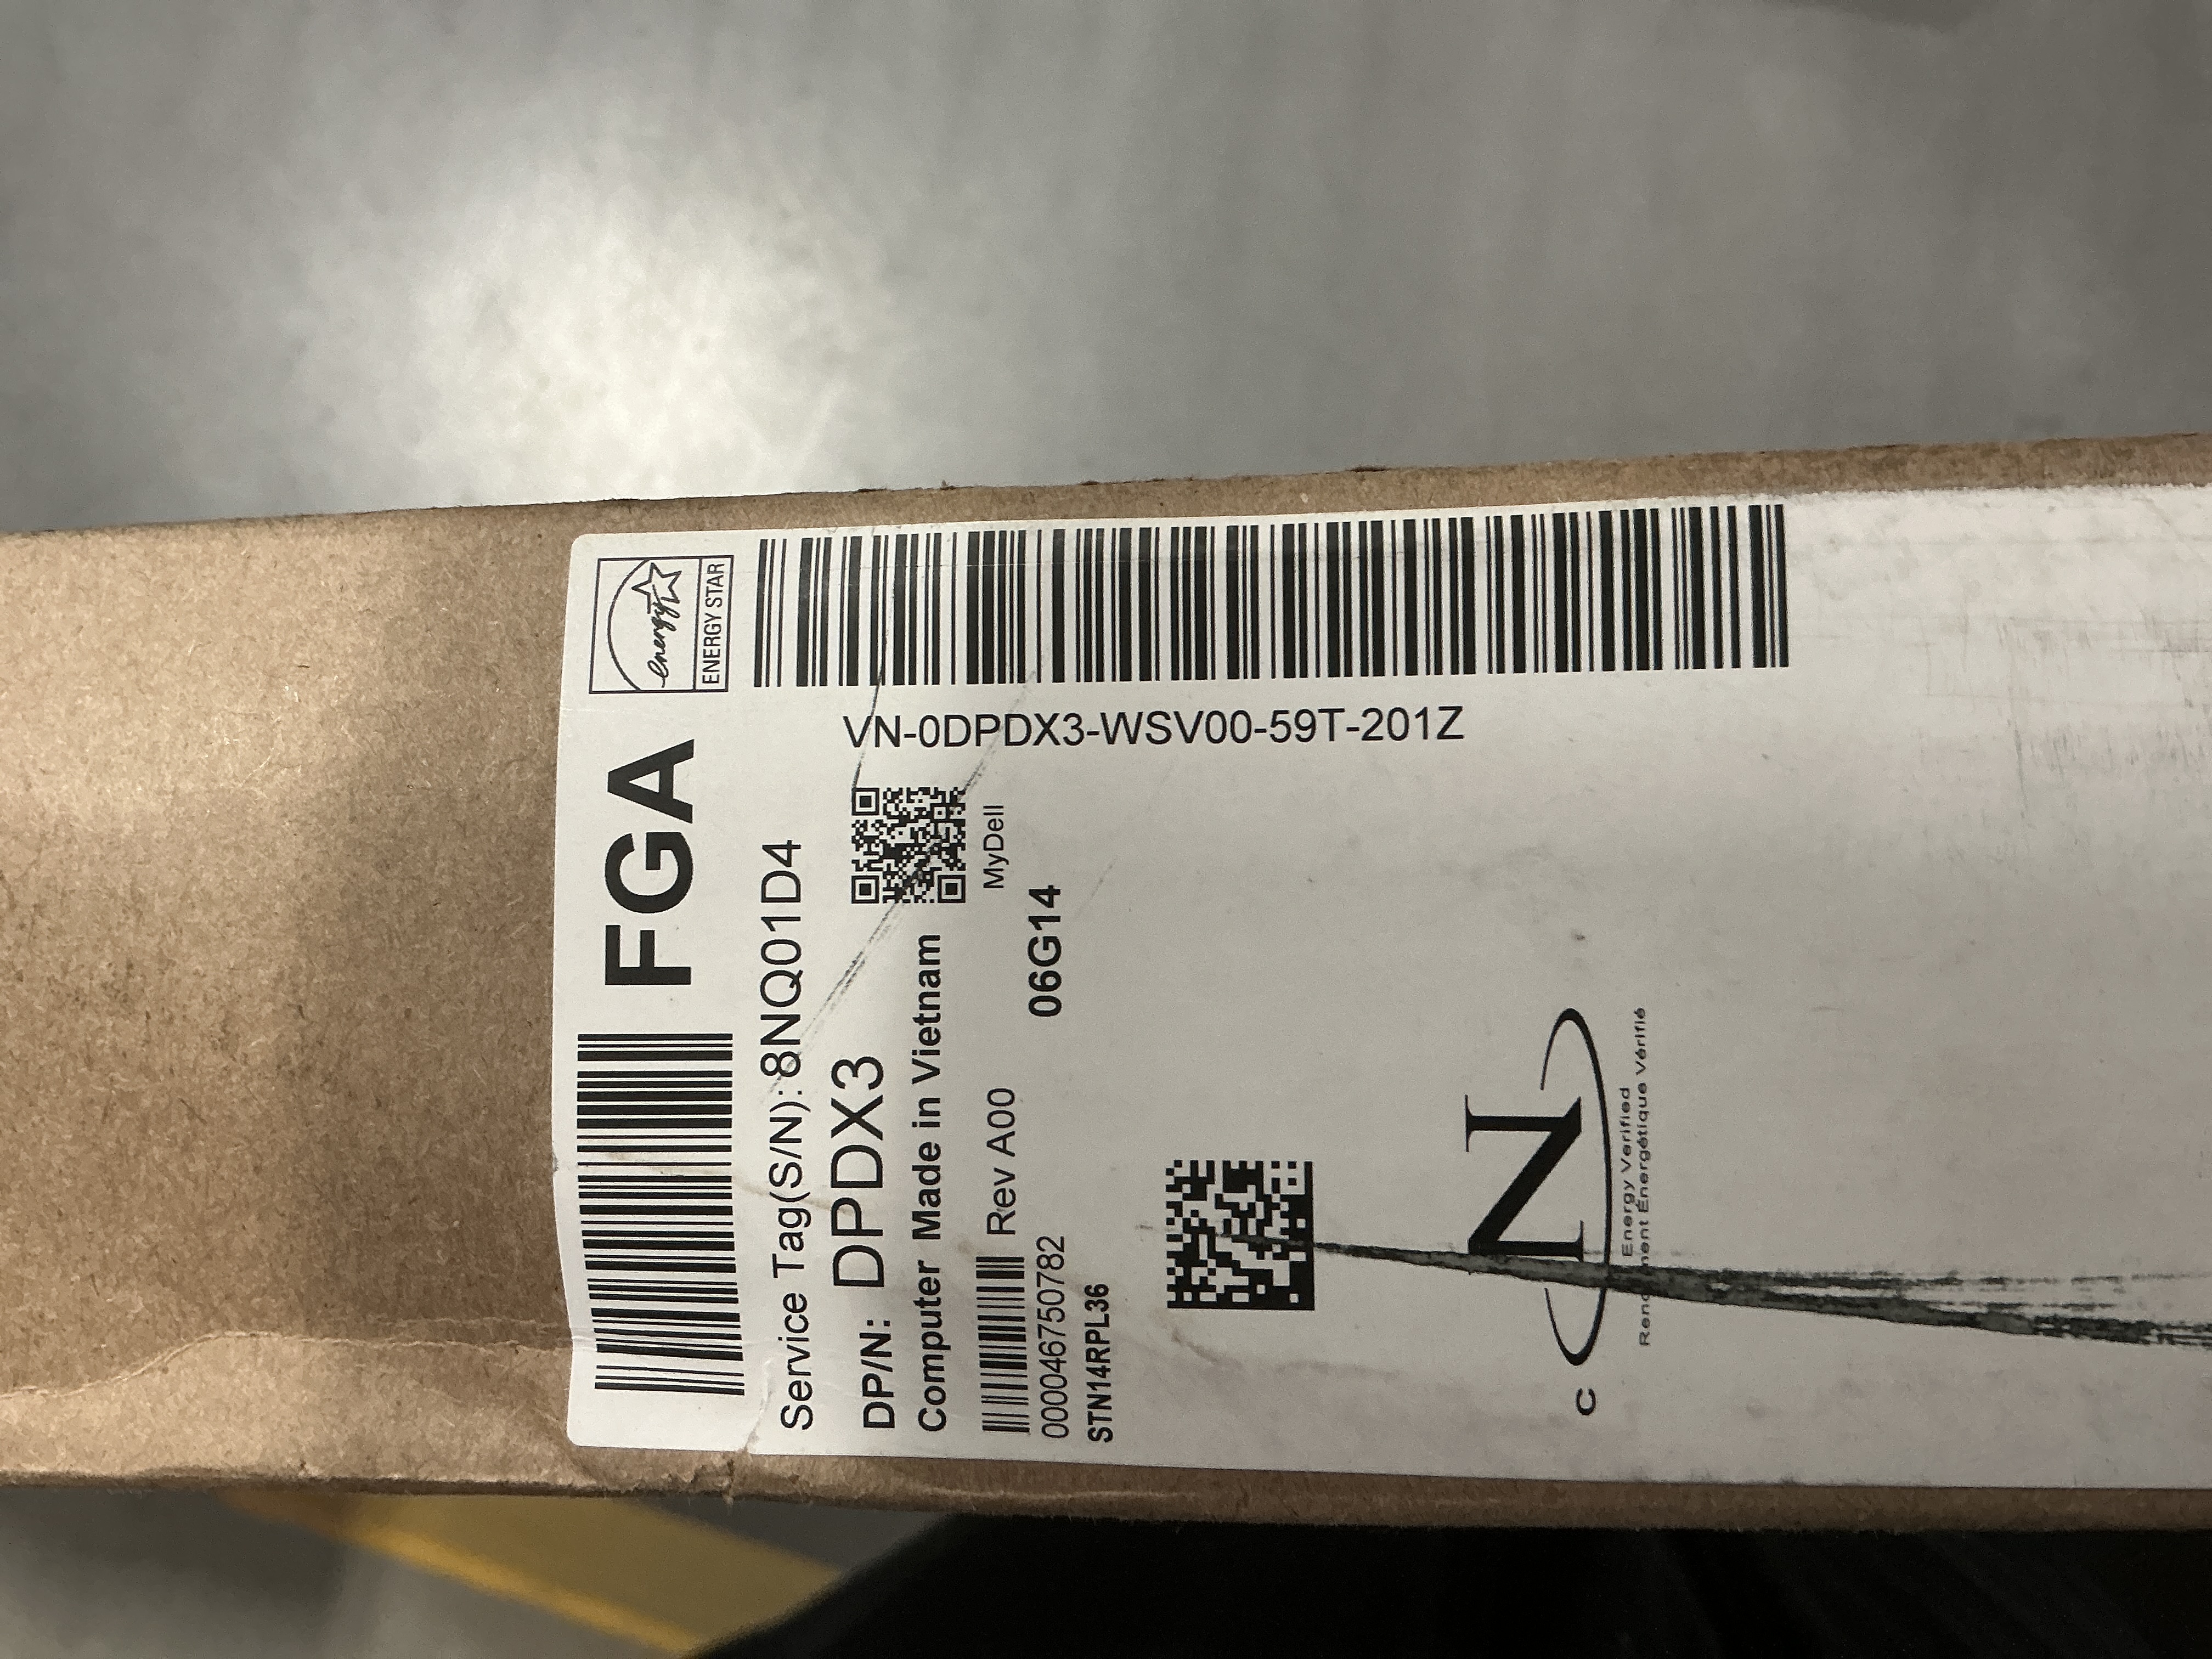 FGA
energy
ENERGY STAR
Service Tag(S/N):8NQ01D4
DP/N: DPDX3
VN-0DPDX3-WSV00-59T-201Z
Computer Made in Vietnam
MyDell
Rev A00
000046750782
06G14
STN14RPL36
N
C
Energy Verified
Énergétique Vérifié